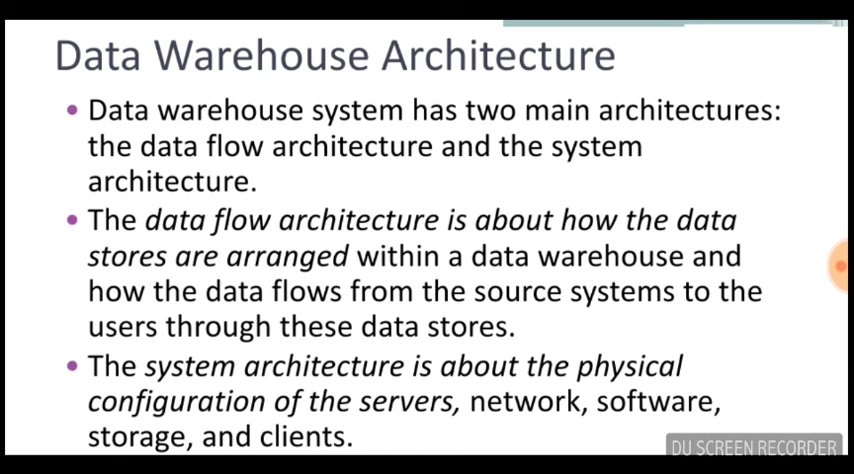 Data Warehouse Architecture
• Data warehouse system has two main architectures:
the data flow architecture and the system
architecture.
• The data flow architecture is about how the data
stores are arranged within a data warehouse and
how the data flows from the source systems to the
users through these data stores.
• The system architecture is about the physical
configuration of the servers, network, software,
storage, and clients.
DU SCREEN RECORDER